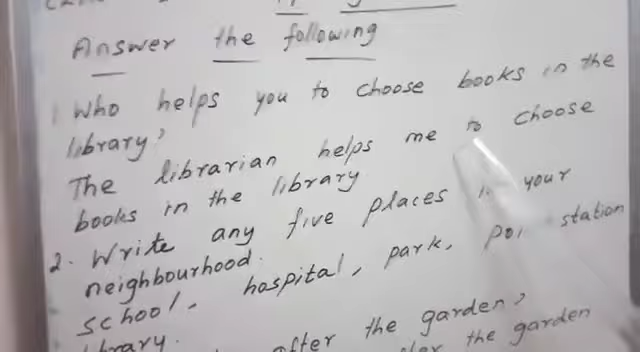 Answer the following
1 Who helps you to choose books in the
library?
The librarian helps me to choose
books in the library
2. Write any five places in your
neighbourhood.
school, hospital, park, station
after the garden?
the garden